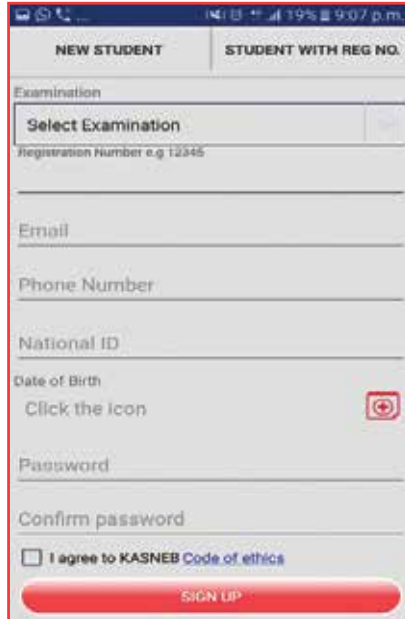 19% 9:07 p.m.
NEW STUDENT
STUDENT WITH REG NO.
Examination
Select Examination
Registration Number e.g 12345
Email
Phone Number
National ID
Date of Birth
Click the Icon
Password
Confirm password
I agree to KASNEB Code of ethics
SIGN UP